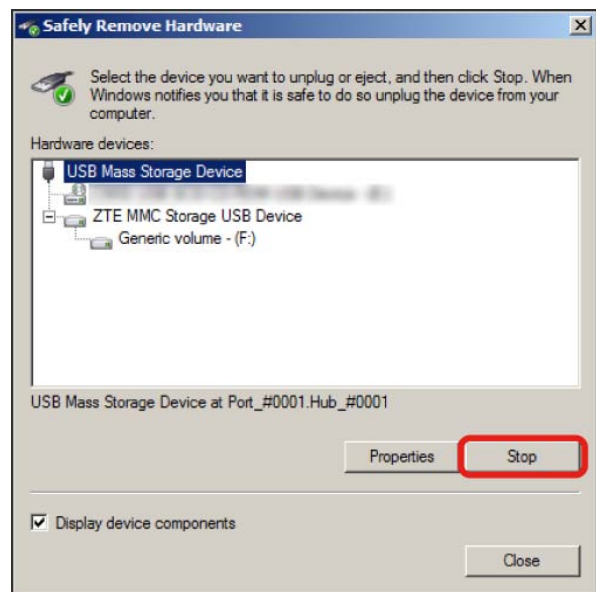 Safely Remove Hardware
Select the device you want to unplug or eject, and then click Stop. When
Windows notifies you that it is safe to do so unplug the device from your
computer.
Hardware devices:
USB Mass Storage Device
ZTE MMC Storage USB Device
Generic volume - (F:)
USB Mass Storage Device at Port_#0001.Hub_#0001
Properties
Stop
Display device components
Close